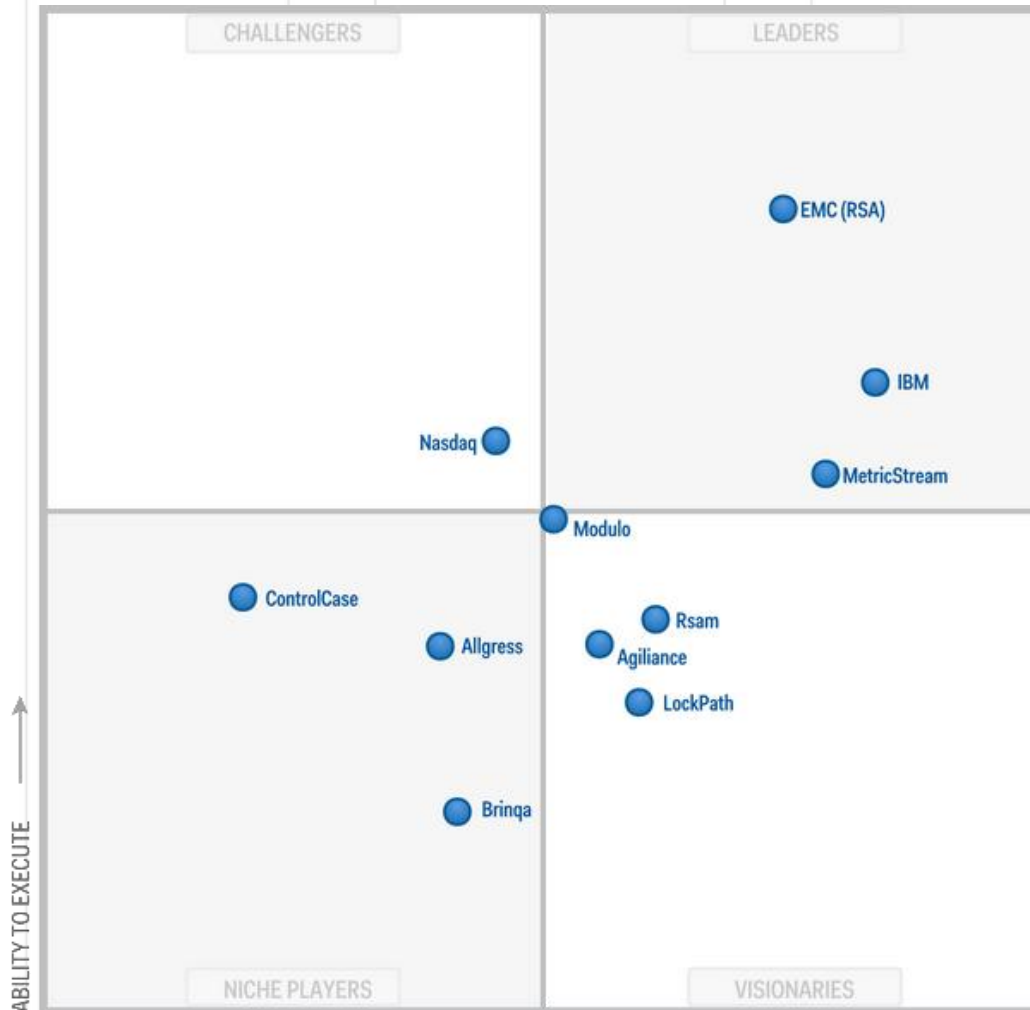 CHALLENGERS
LEADERS
EMC (RSA)
IBM
Nasdaq
MetricStream
Modulo
ControlCase
Rsam
Allgress
Agiliance
LockPath
Brinqa
ABILITY TO EXECUTE
NICHE PLAYERS
VISIONARIES